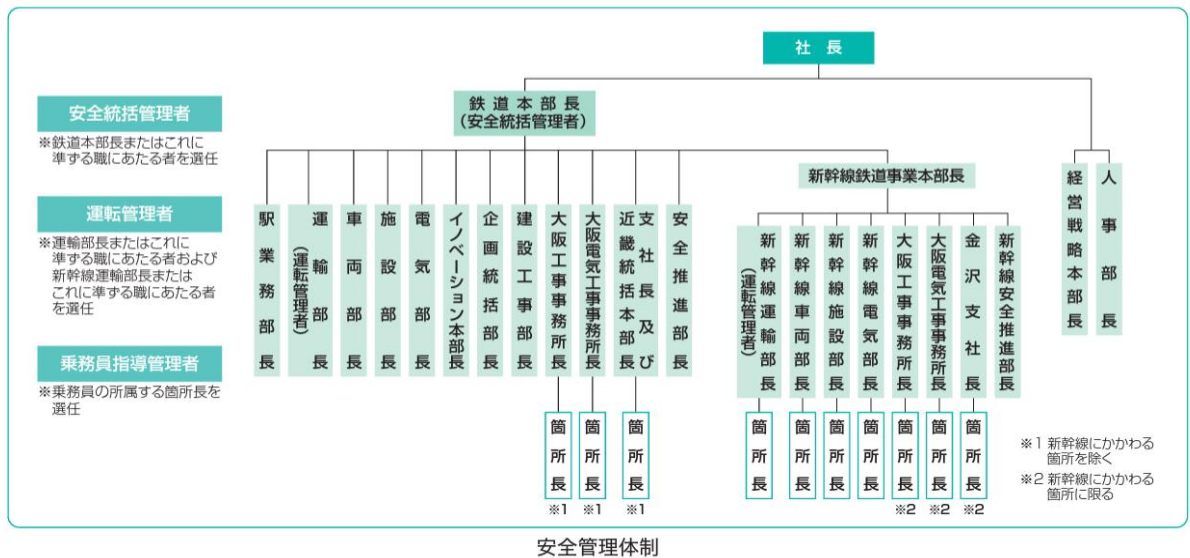 社長
鉄道本部長
(安全統括管理者)
安全統括管理者
※鉄道本部長またはこれに
準ずる職にあたる者を選任
運転管理者
※運輸部長またはこれに
準ずる職にあたる者および
新幹線運輸部長または
これに準ずる職にあたる者
を選任
乗務員指導管理者
※乗務員の所属する箇所長を
選任
駅業務部長
運輸部長
(運転管理者)
車両部長
施設部長
電気部長
イノベーション本部長
企画統括部長
建設工事部長
大阪工事事務所長
大阪電気工事事務所長
支社長及び
近畿統括本部長
安全推進部長
新幹線鉄道事業本部長
新幹線運輸部長
(運転管理者)
新幹線車両部長
新幹線施設部長
新幹線電気部長
大阪工事事務所長
大阪電気工事事務所長
金沢支社長
新幹線安全推進部長
経営戦略本部長
人事部長
箇所長
※1
箇所長
※1
箇所長
※1
箇所長
箇所長
箇所長
箇所長
箇所長
※2
箇所長
※2
箇所長
※2
※1 新幹線にかかわる
箇所を除く
※2 新幹線にかかわる
箇所に限る
安全管理体制